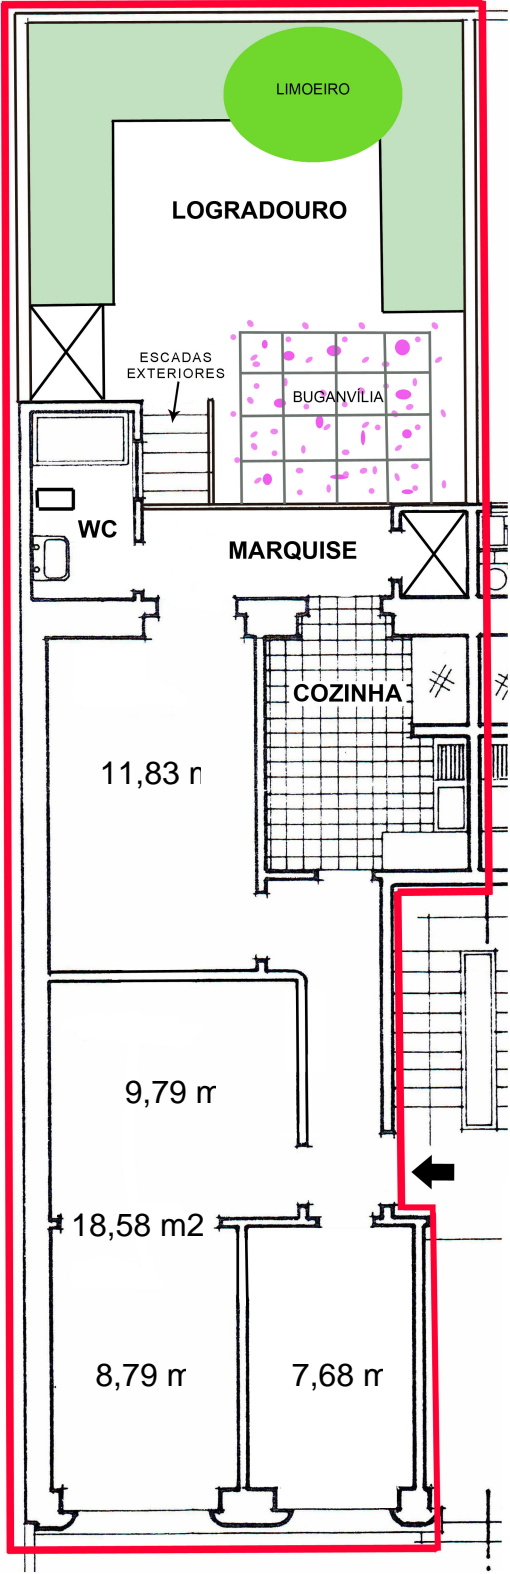 LIMOEIRO
LOGRADOURO
ESCADAS
EXTERIORES
BUGANVÍLIA
WC
MARQUISE
COZINHA
11,83 m
9,79 m
18,58 m2
8,79 m
7,68 m